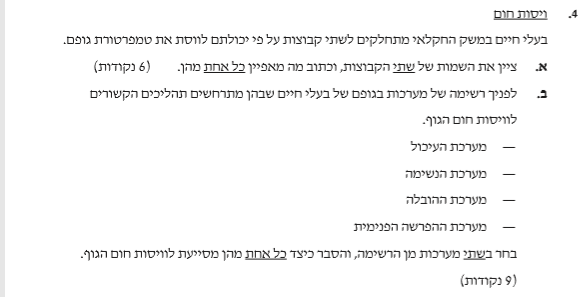 4. ויסות חום
בעלי חיים במשק החקלאי מתחלקים לשתי קבוצות על פי יכולתם לווסת את טמפרטורת גופם.
א. ציין את השמות של שתי הקבוצות, וכתוב מה מאפיין כל אחת מהן. (6 נקודות)
ב. לפניך רשימה של מערכות בגופם של בעלי חיים שבהן מתרחשים תהליכים הקשורים
לוויסות חום הגוף.
— מערכת העיכול
— מערכת הנשימה
— מערכת ההובלה
— מערכת ההפרשה הפנימית
בחר בשתי מערכות מן הרשימה, והסבר כיצד כל אחת מהן מסייעת לוויסות חום הגוף.
(9 נקודות)